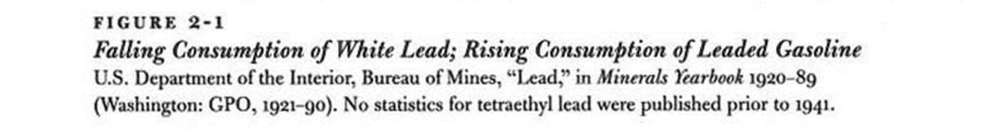 FIGURE 2-1
Falling Consumption of White Lead; Rising Consumption of Leaded Gasoline
U.S. Department of the Interior, Bureau of Mines, “Lead,” in Minerals Yearbook 1920–89
(Washington: GPO, 1921–90). No statistics for tetraethyl lead were published prior to 1941.